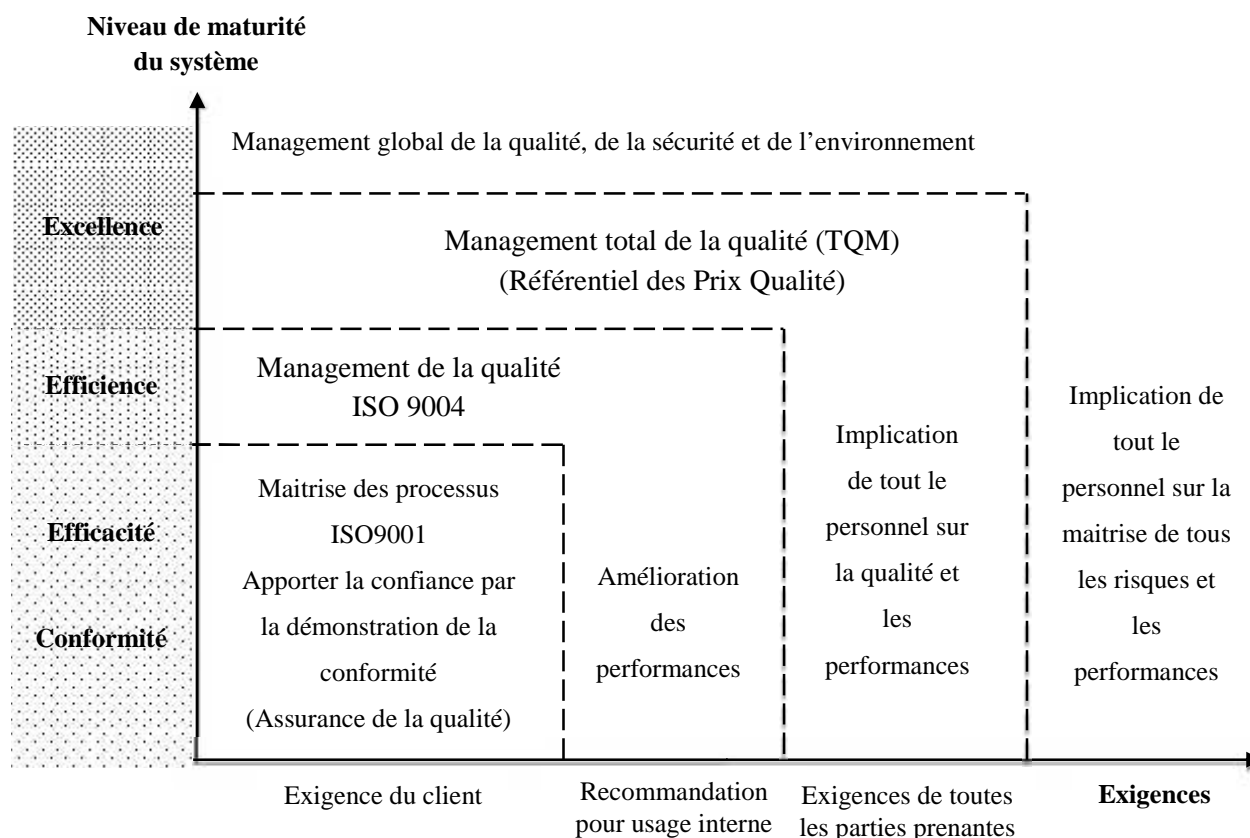 Niveau de maturité
du système
Management global de la qualité, de la sécurité et de l’environnement
Excellence
Management total de la qualité (TQM)
(Référentiel des Prix Qualité)
Efficience
Management de la qualité
ISO 9004
Efficacité
Conformité
Maitrise des processus
ISO9001
Apporter la confiance par
la démonstration de la
conformité
(Assurance de la qualité)
Amélioration
des
performances
Implication
de tout le
personnel sur
la qualité et
les
performances
Implication de
tout le
personnel sur la
maitrise de tous
les risques et
les
performances
Exigence du client
Recommandation
pour usage interne
Exigences de toutes
les parties prenantes
Exigences